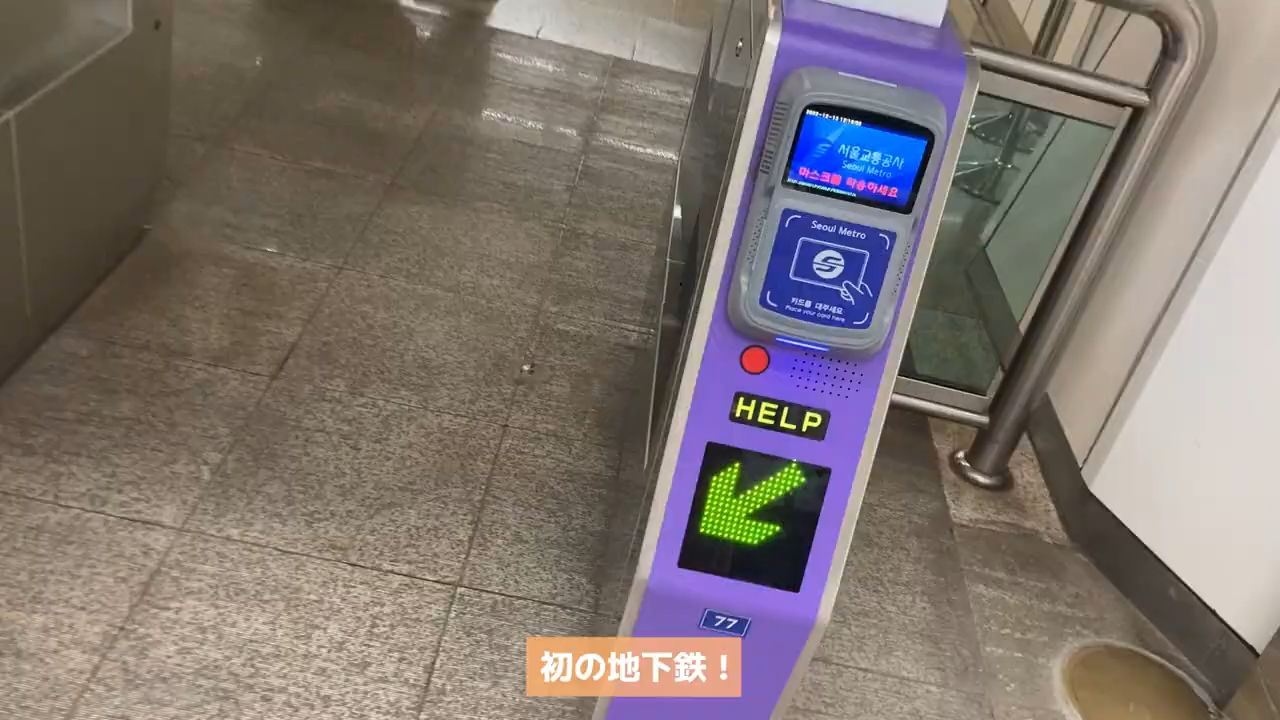 서울교통공사
Seoul Metro
마스크를 착용하세요
Seoul Metro
카드를 대주세요
Place your card here
HELP
77
初の地下鉄！